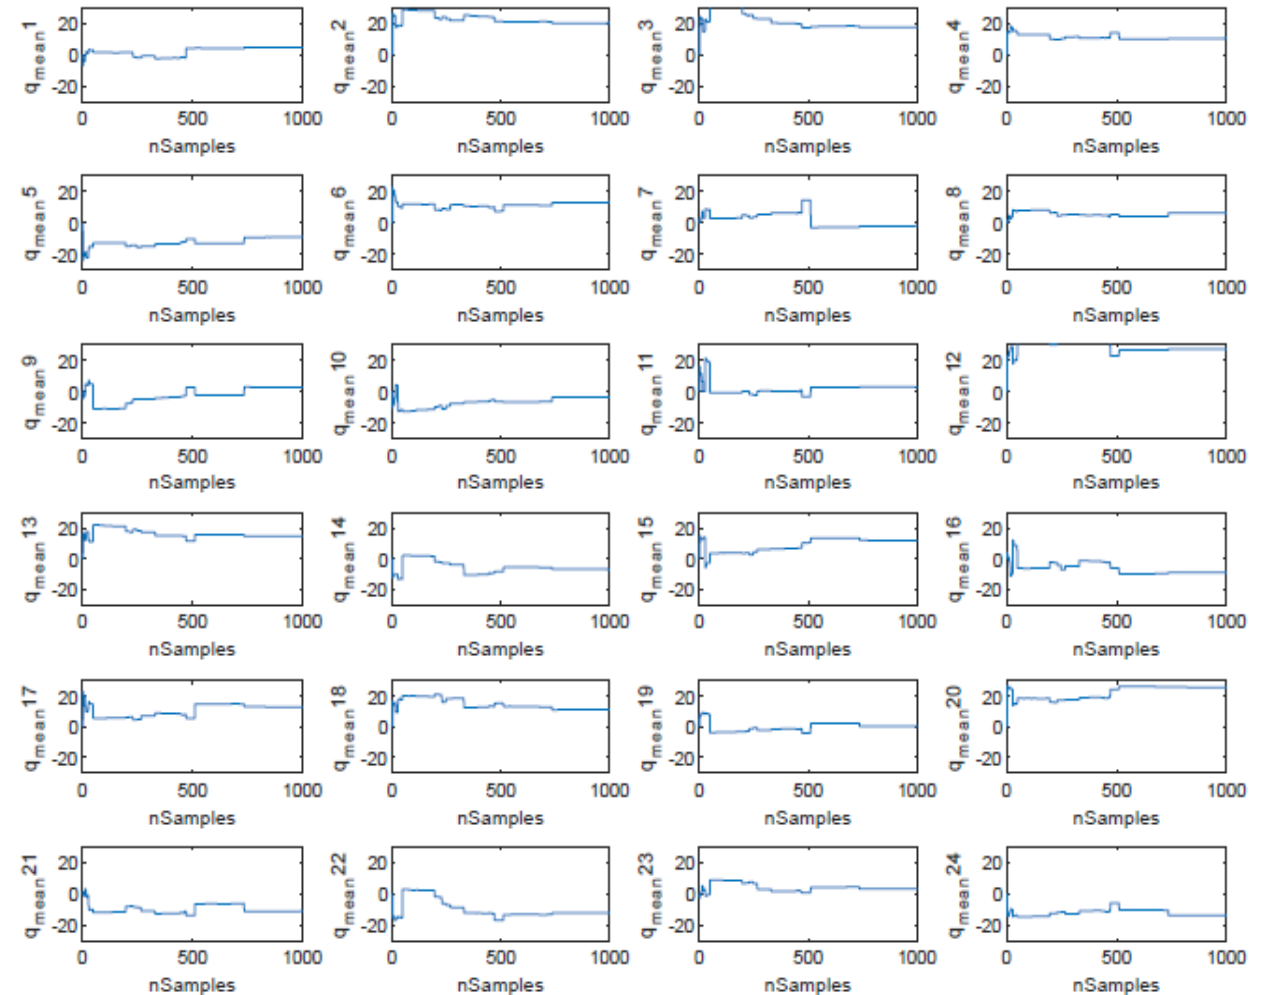 q_mean 1
20
0
-20
0 500 1000
nSamples
q_mean 2
20
0
-20
0 500 1000
nSamples
q_mean 3
20
0
-20
0 500 1000
nSamples
q_mean 4
20
0
-20
0 500 1000
nSamples
q_mean 5
20
0
-20
0 500 1000
nSamples
q_mean 6
20
0
-20
0 500 1000
nSamples
q_mean 7
20
0
-20
0 500 1000
nSamples
q_mean 8
20
0
-20
0 500 1000
nSamples
q_mean 9
20
0
-20
0 500 1000
nSamples
q_mean 10
20
0
-20
0 500 1000
nSamples
q_mean 11
20
0
-20
0 500 1000
nSamples
q_mean 12
20
0
-20
0 500 1000
nSamples
q_mean 13
20
0
-20
0 500 1000
nSamples
q_mean 14
20
0
-20
0 500 1000
nSamples
q_mean 15
20
0
-20
0 500 1000
nSamples
q_mean 16
20
0
-20
0 500 1000
nSamples
q_mean 17
20
0
-20
0 500 1000
nSamples
q_mean 18
20
0
-20
0 500 1000
nSamples
q_mean 19
20
0
-20
0 500 1000
nSamples
q_mean 20
20
0
-20
0 500 1000
nSamples
q_mean 21
20
0
-20
0 500 1000
nSamples
q_mean 22
20
0
-20
0 500 1000
nSamples
q_mean 23
20
0
-20
0 500 1000
nSamples
q_mean 24
20
0
-20
0 500 1000
nSamples